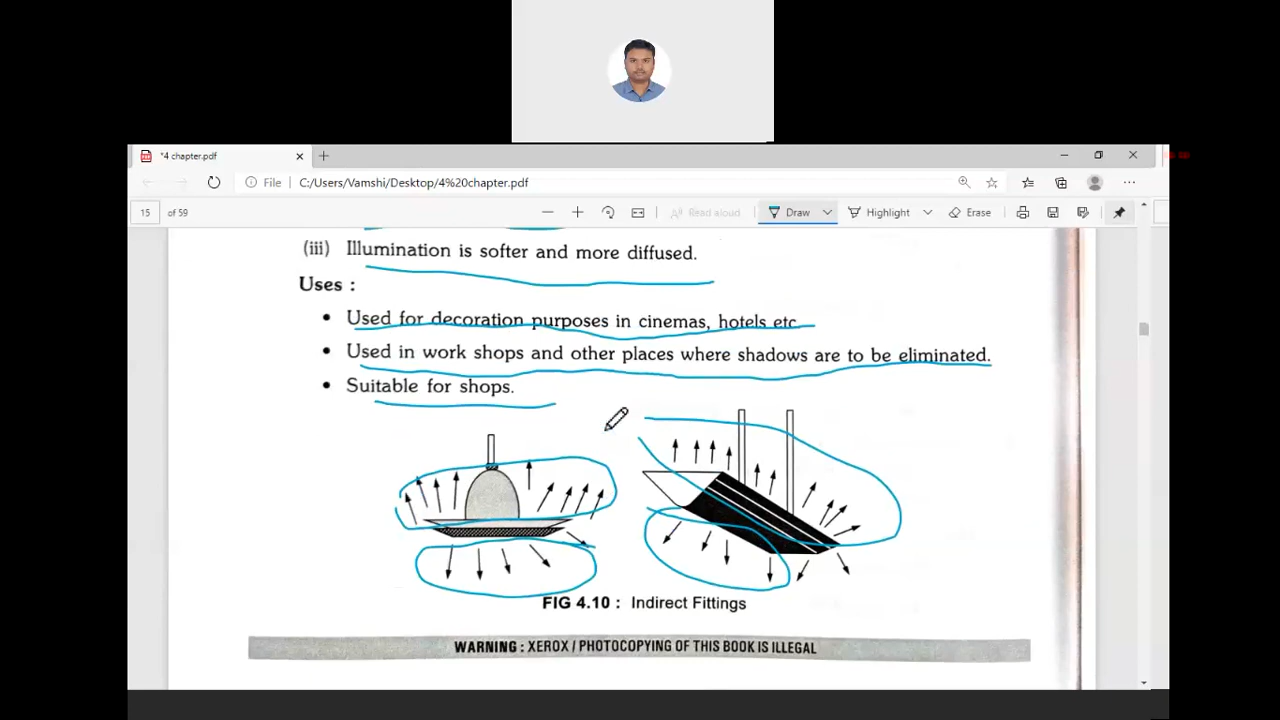 *4 chapter.pdf
File
C:/Users/Vamshi/Desktop/4%20chapter.pdf
15 of 59
Read aloud
Draw
Highlight
Erase
(iii) Illumination is softer and more diffused.
Uses :
• Used for decoration purposes in cinemas, hotels etc
• Used in work shops and other places where shadows are to be eliminated.
• Suitable for shops.
FIG 4.10 : Indirect Fittings
WARNING : XEROX / PHOTOCOPYING OF THIS BOOK IS ILLEGAL